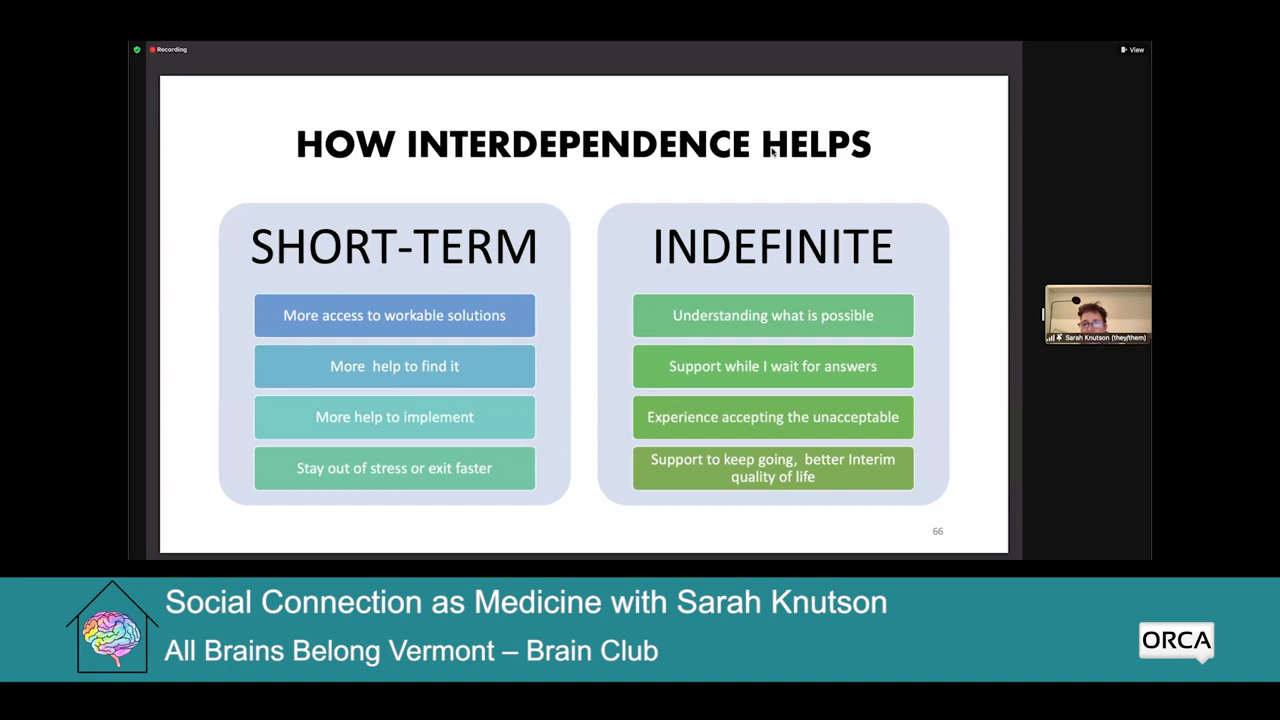 Recording
View
HOW INTERDEPENDENCE HELPS
SHORT-TERM
More access to workable solutions
More help to find it
More help to implement
Stay out of stress or exit faster
INDEFINITE
Understanding what is possible
Support while I wait for answers
Experience accepting the unacceptable
Support to keep going, better Interim
quality of life
66
Sarah Knutson (they/them)
Social Connection as Medicine with Sarah Knutson
All Brains Belong Vermont – Brain Club
ORCA